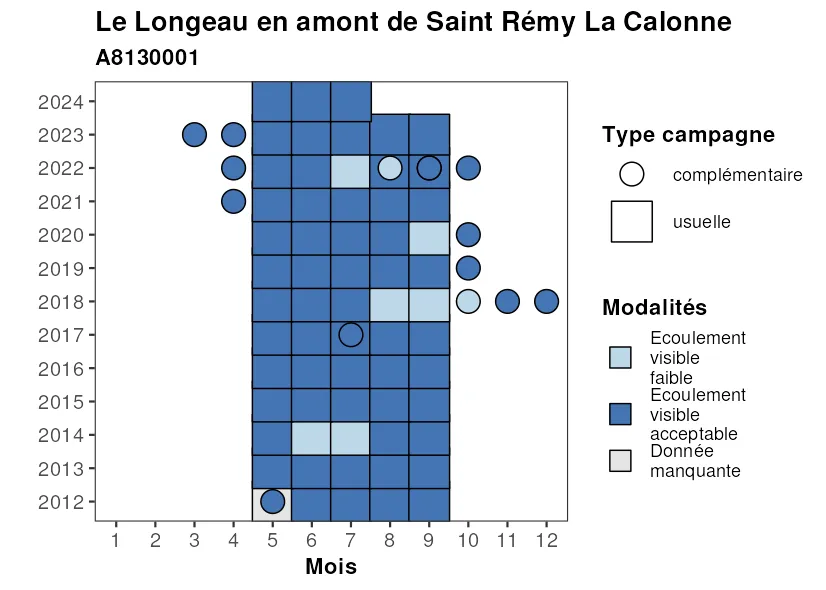 Le Longeau en amont de Saint Rémy La Calonne
A8130001
2024
2023
2022
2021
2020
2019
2018
2017
2016
2015
2014
2013
2012
1 2 3 4 5 6 7 8 9 10 11 12
Mois
Type campagne
complémentaire
usuelle
Modalités
Ecoulement
visible
faible
Ecoulement
visible
acceptable
Donnée
manquante